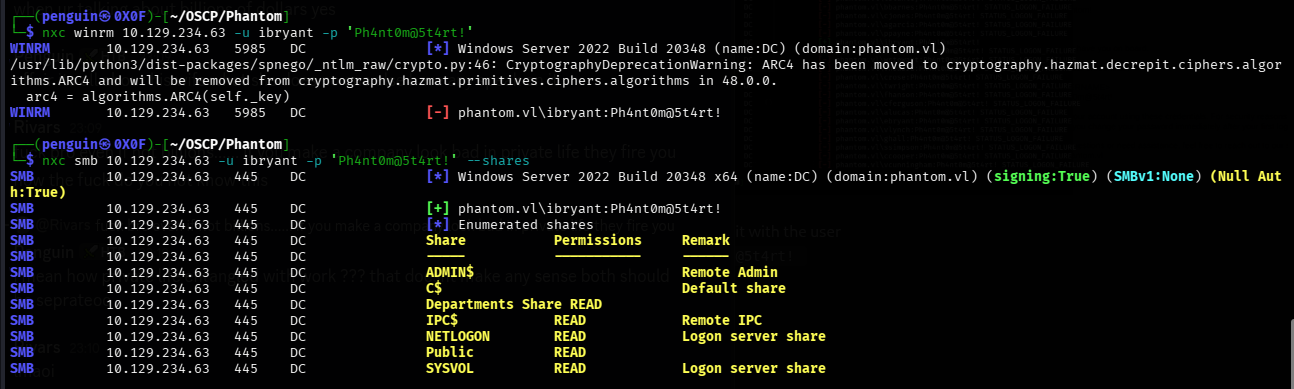 ┌──(penguin㉿0X0F)-[~/OSCP/Phantom]
└─$ nxc winrm 10.129.234.63 -u ibryant -p 'Ph4nt0m@5t4rt!'
WINRM 10.129.234.63 5985 DC [*] Windows Server 2022 Build 20348 (name:DC) (domain:phantom.vl)
/usr/lib/python3/dist-packages/spnego/_ntlm_raw/crypto.py:46: CryptographyDeprecationWarning: ARC4 has been moved to cryptography.hazmat.decrepit.ciphers.algor
ithms.ARC4 and will be removed from cryptography.hazmat.primitives.ciphers.algorithms in 48.0.0.
arc4 = algorithms.ARC4(self._key)
WINRM 10.129.234.63 5985 DC [-] phantom.vl\ibryant:Ph4nt0m@5t4rt!
┌──(penguin㉿0X0F)-[~/OSCP/Phantom]
└─$ nxc smb 10.129.234.63 -u ibryant -p 'Ph4nt0m@5t4rt!' --shares
SMB 10.129.234.63 445 DC [*] Windows Server 2022 Build 20348 x64 (name:DC) (domain:phantom.vl) (signing:True) (SMBv1:None) (Null Aut
h:True)
SMB 10.129.234.63 445 DC [+] phantom.vl\ibryant:Ph4nt0m@5t4rt!
SMB 10.129.234.63 445 DC [*] Enumerated shares
SMB 10.129.234.63 445 DC Share Permissions Remark
SMB 10.129.234.63 445 DC ----- ----------- ------
SMB 10.129.234.63 445 DC ADMIN$ Remote Admin
SMB 10.129.234.63 445 DC C$ Default share
SMB 10.129.234.63 445 DC Departments Share READ
SMB 10.129.234.63 445 DC IPC$ READ Remote IPC
SMB 10.129.234.63 445 DC NETLOGON READ Logon server share
SMB 10.129.234.63 445 DC Public READ
SMB 10.129.234.63 445 DC SYSVOL READ Logon server share